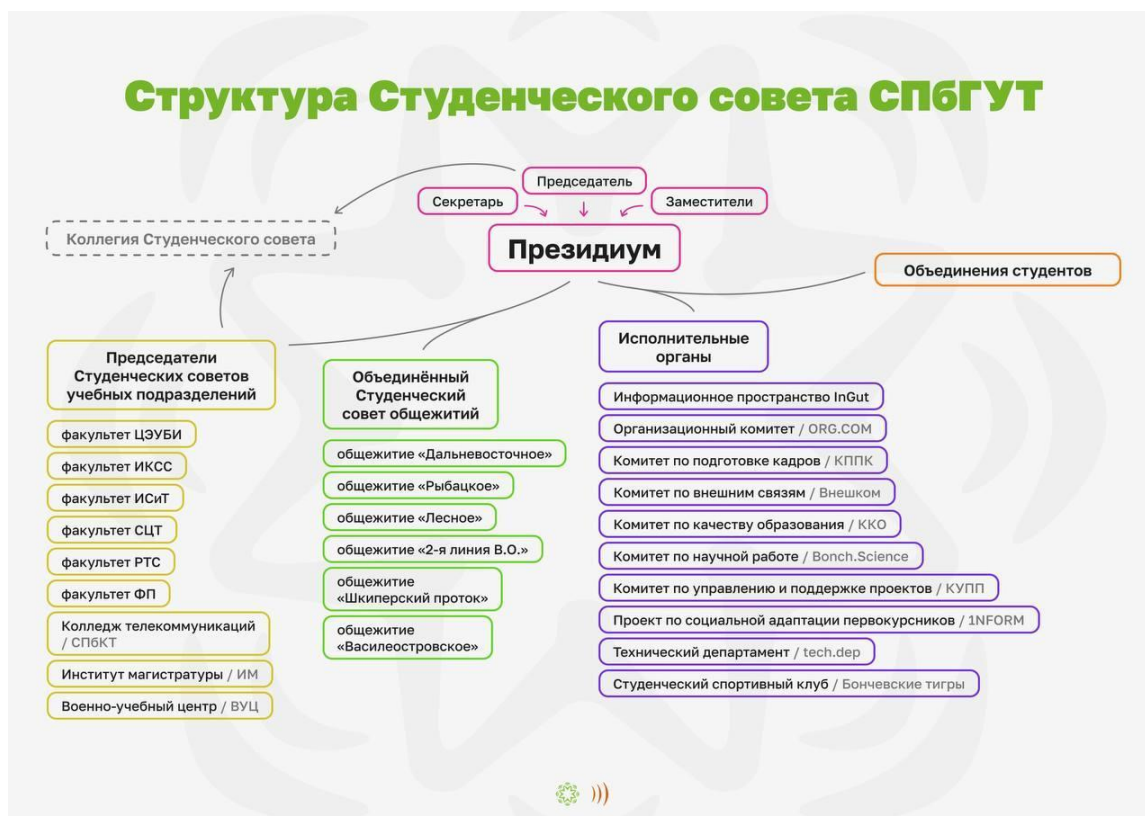 Структура Студенческого совета СПбГУТ
Председатель
Секретарь
Заместители
Коллегия Студенческого совета
Президиум
Объединения студентов
Председатели
Студенческих советов
учебных подразделений
факультет ЦЭУБИ
факультет ИКСС
факультет ИСиТ
факультет СЦТ
факультет РТС
факультет ФП
Колледж телекоммуникаций
/ СПбКТ
Институт магистратуры / ИМ
Военно-учебный центр / ВУЦ
Объединённый
Студенческий
совет общежитий
общежитие «Дальневосточное»
общежитие «Рыбацкое»
общежитие «Лесное»
общежитие «2-я линия В.О.»
общежитие
«Шкиперский проток»
общежитие
«Василеостровское»
Исполнительные
органы
Информационное пространство InGut
Организационный комитет / ORG.COM
Комитет по подготовке кадров / КППК
Комитет по внешним связям / Внешком
Комитет по качеству образования / ККО
Комитет по научной работе / Bonch.Science
Комитет по управлению и поддержке проектов / КУПП
Проект по социальной адаптации первокурсников / 1NFORM
Технический департамент / tech.dep
Студенческий спортивный клуб / Бончевские тигры